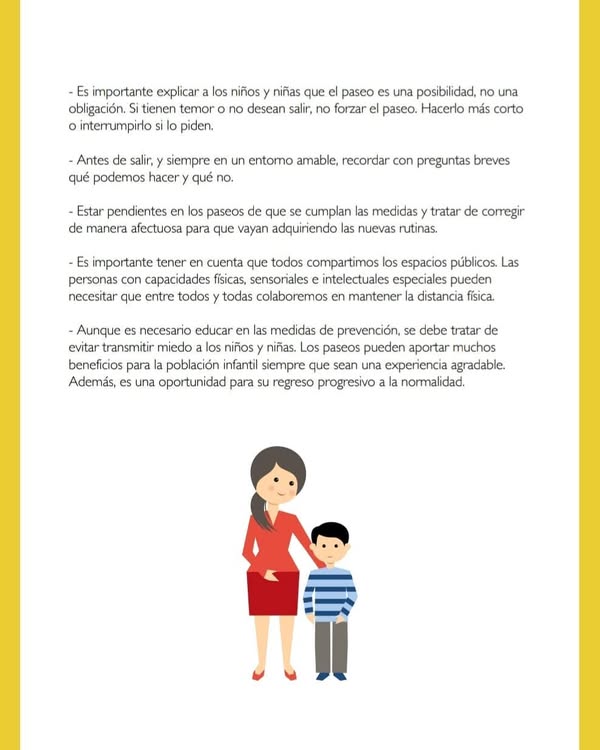 - Es importante explicar a los niños y niñas que el paseo es una posibilidad, no una
obligación. Si tienen temor o no desean salir, no forzar el paseo. Hacerlo más corto
o interrumpirlo si lo piden.
- Antes de salir, y siempre en un entorno amable, recordar con preguntas breves
qué podemos hacer y qué no.
- Estar pendientes en los paseos de que se cumplan las medidas y tratar de corregir
de manera afectuosa para que vayan adquiriendo las nuevas rutinas.
- Es importante tener en cuenta que todos compartimos los espacios públicos. Las
personas con capacidades físicas, sensoriales e intelectuales especiales pueden
necesitar que entre todos y todas colaboremos en mantener la distancia física.
- Aunque es necesario educar en las medidas de prevención, se debe tratar de
evitar transmitir miedo a los niños y niñas. Los paseos pueden aportar muchos
beneficios para la población infantil siempre que sean una experiencia agradable.
Además, es una oportunidad para su regreso progresivo a la normalidad.